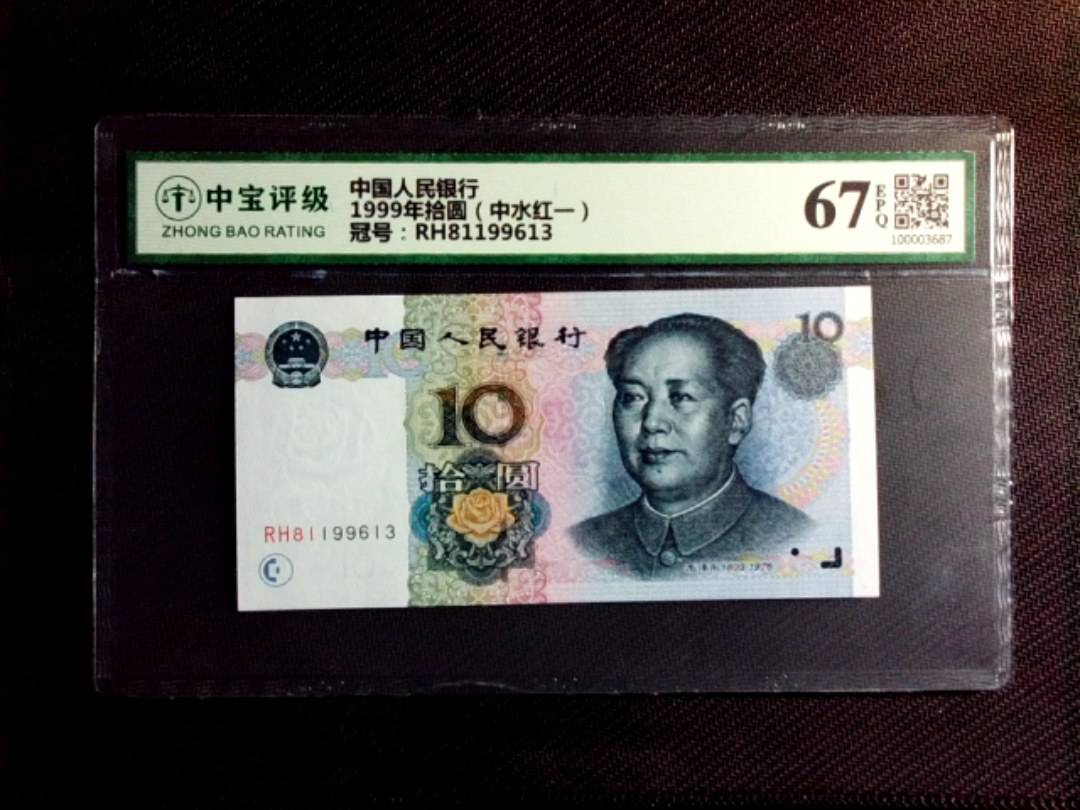 中宝评级
ZHONG BAO RATING
中国人民银行
1999年拾圆（中水红一）
冠号：RH81199613
67
EPQ
100003687
中国人民银行
10
10
拾圆
RH81199613